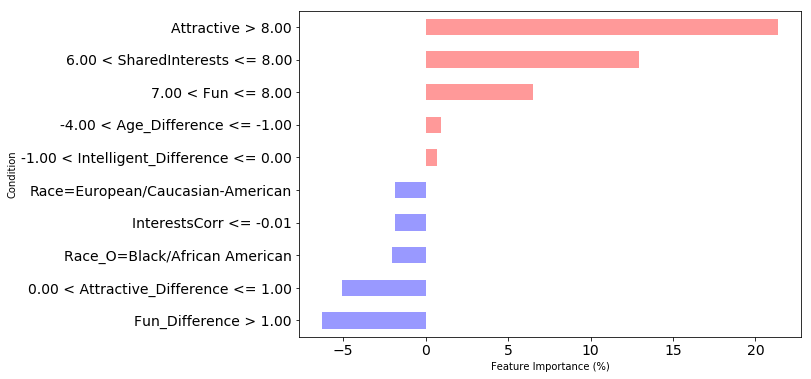 Attractive > 8.00
6.00 < SharedInterests <= 8.00
7.00 < Fun <= 8.00
-4.00 < Age_Difference <= -1.00
-1.00 < Intelligent_Difference <= 0.00
Race=European/Caucasian-American
InterestsCorr <= -0.01
Race_O=Black/African American
0.00 < Attractive_Difference <= 1.00
Fun_Difference > 1.00
Condition
−5 0 5 10 15 20
Feature Importance (%)